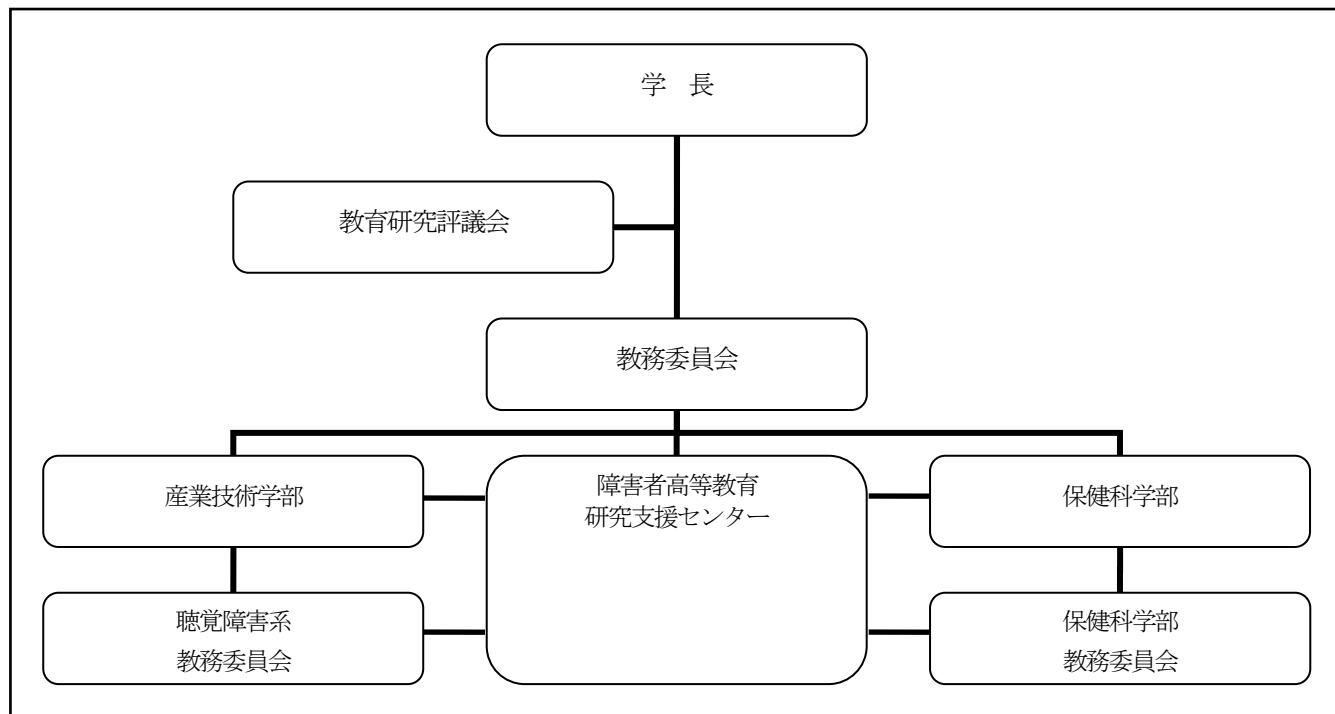 学　長
教育研究評議会
教務委員会
産業技術学部
障害者高等教育
研究支援センター
保健科学部
聴覚障害系
教務委員会
保健科学部
教務委員会